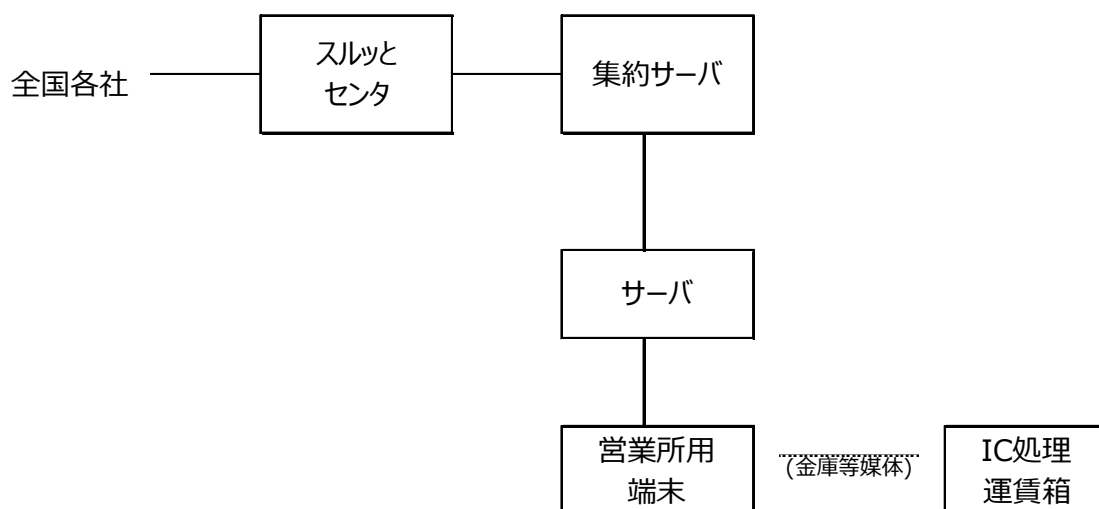 全国各社
スルッと
センタ
集約サーバ
サーバ
営業所用
端末
(金庫等媒体)
IC処理
運賃箱